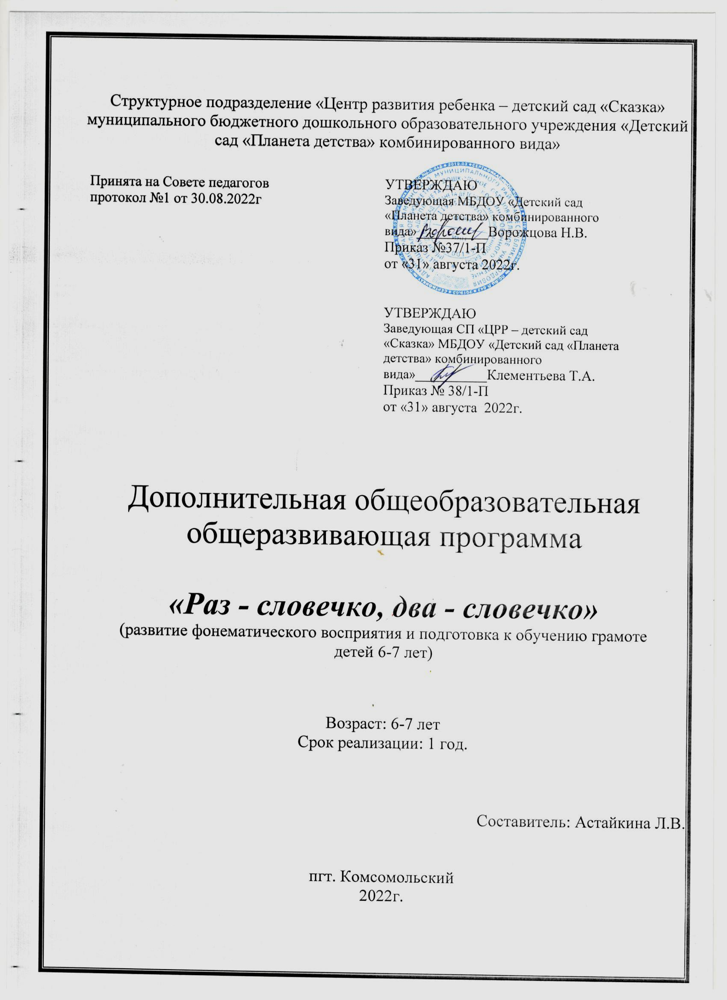 Структурное подразделение «Центр развития ребенка – детский сад «Сказка»
муниципального бюджетного дошкольного образовательного учреждения «Детский
сад «Планета детства» комбинированного вида»
Принята на Совете педагогов
протокол №1 от 30.08.2022г
УТВЕРЖДАЮ
Заведующая МБДОУ «Детский сад
«Планета детства» комбинированного
вида»__________Ворожцова Н.В.
Приказ №37/1-П
от «31» августа 2022г.
УТВЕРЖДАЮ
Заведующая СП «ЦРР – детский сад
«Сказка» МБДОУ «Детский сад «Планета
детства» комбинированного
вида»__________Клементьева Т.А.
Приказ № 38/1-П
от «31» августа 2022г.
Дополнительная общеобразовательная
общеразвивающая программа
«Раз - словечко, два - словечко»
(развитие фонематического восприятия и подготовка к обучению грамоте
детей 6-7 лет)
Возраст: 6-7 лет
Срок реализации: 1 год.
Составитель: Астайкина Л.В.
пгт. Комсомольский
2022г.